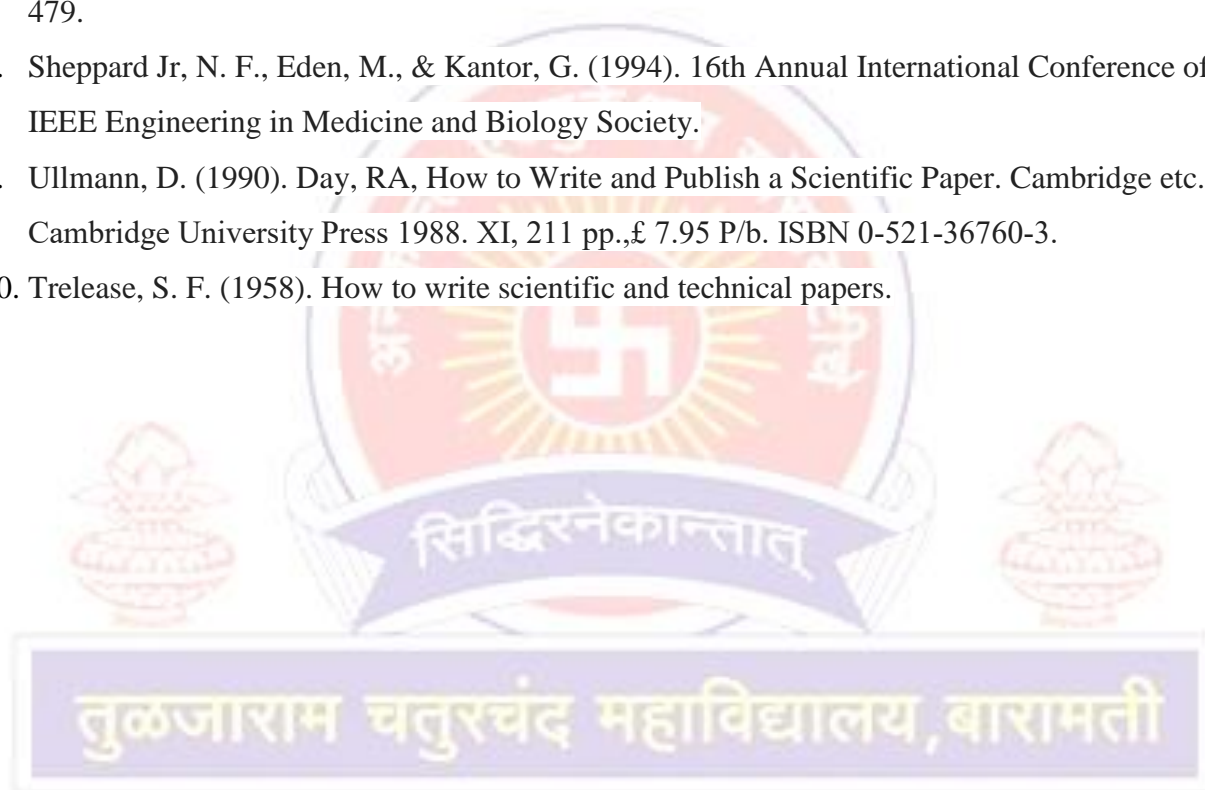 479.
. Sheppard Jr, N. F., Eden, M., & Kantor, G. (1994). 16th Annual International Conference of
IEEE Engineering in Medicine and Biology Society.
. Ullmann, D. (1990). Day, RA, How to Write and Publish a Scientific Paper. Cambridge etc.
Cambridge University Press 1988. XI, 211 pp.,£ 7.95 P/b. ISBN 0-521-36760-3.
0. Trelease, S. F. (1958). How to write scientific and technical papers.
सिद्धिरनेकान्तात्
तुळजाराम चतुरचंद महाविद्यालय,बारामती